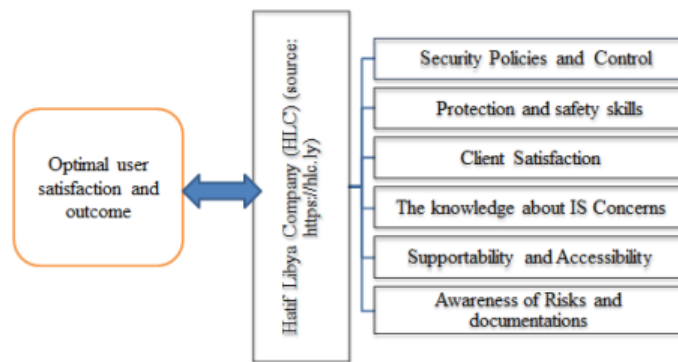 Optimal user
satisfaction and
outcome
Hatif Libya Company (HLC) (source:
https://hlc.ly)
Security Policies and Control
Protection and safety skills
Client Satisfaction
The knowledge about IS Concerns
Supportability and Accessibility
Awareness of Risks and
documentations